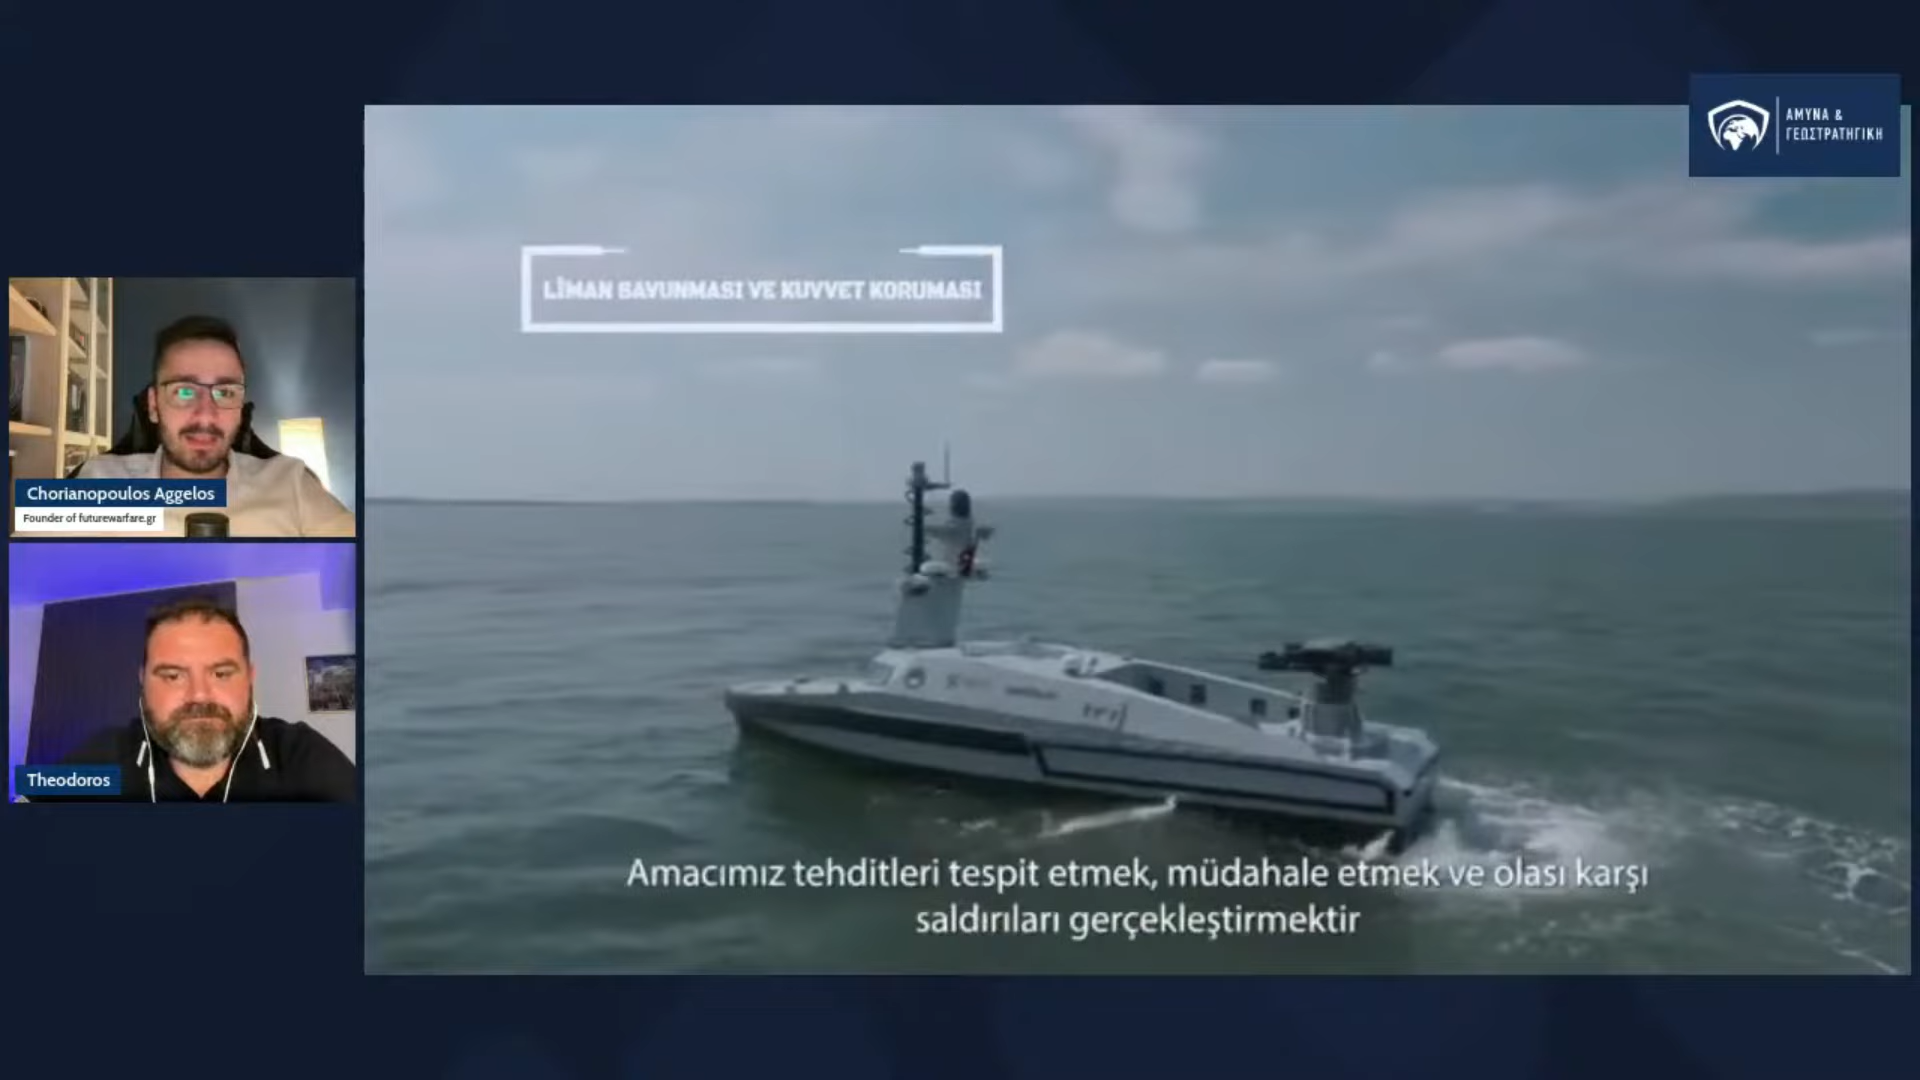 ΑΜΥΝΑ &
ΓΕΩΣΤΡΑΤΗΓΙΚΗ
LİMAN SAVUNMASI VE KUVVET KORUMASI
Chorianopoulos Aggelos
Founder of futurewarfare.gr
Theodoros
Amacımız tehditleri tespit etmek, müdahale etmek ve olası karşı
saldırıları gerçekleştirmektir